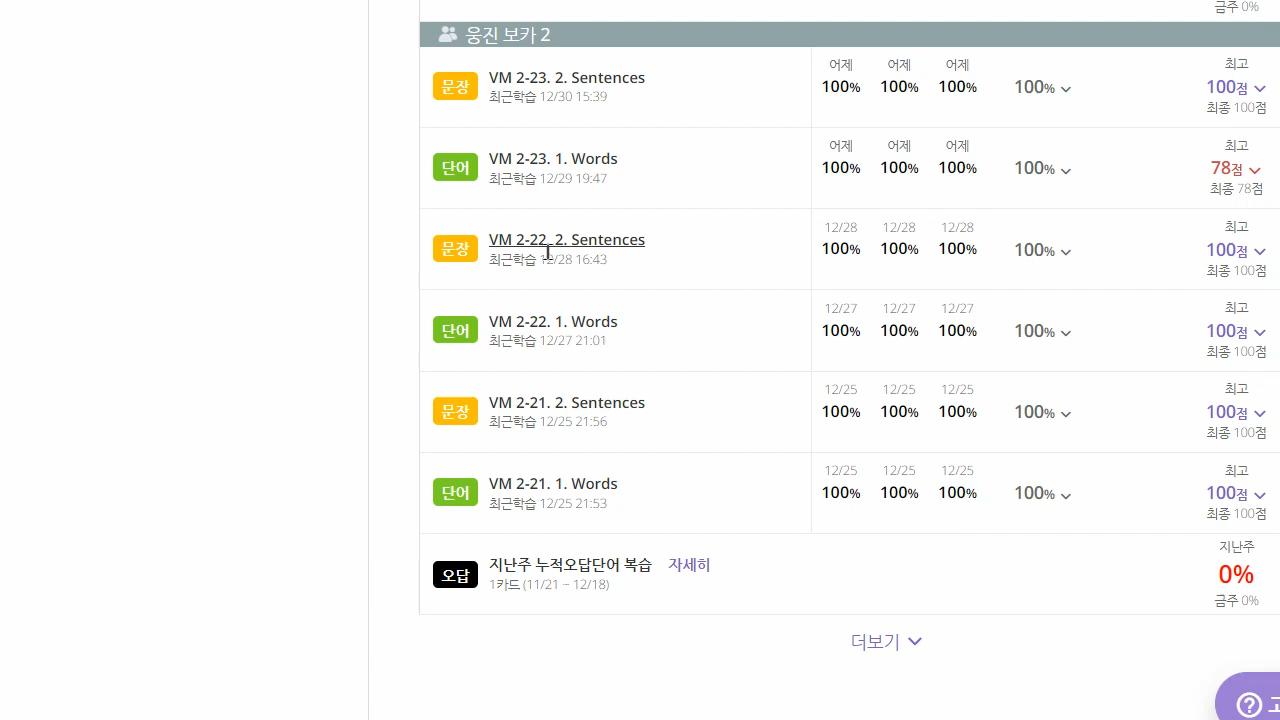 금주 0%
웅진 보카 2
문장 VM 2-23. 2. Sentences
최근학습 12/30 15:39
어제 어제 어제
100% 100% 100% 100%
최고
100점
최종 100점
단어 VM 2-23. 1. Words
최근학습 12/29 19:47
어제 어제 어제
100% 100% 100% 100%
최고
78점
최종 78점
문장 VM 2-22. 2. Sentences
최근학습 12/28 16:43
12/28 12/28 12/28
100% 100% 100% 100%
최고
100점
최종 100점
단어 VM 2-22. 1. Words
최근학습 12/27 21:01
12/27 12/27 12/27
100% 100% 100% 100%
최고
100점
최종 100점
문장 VM 2-21. 2. Sentences
최근학습 12/25 21:56
12/25 12/25 12/25
100% 100% 100% 100%
최고
100점
최종 100점
단어 VM 2-21. 1. Words
최근학습 12/25 21:53
12/25 12/25 12/25
100% 100% 100% 100%
최고
100점
최종 100점
오답 지난주 누적오답단어 복습 자세히
1카드 (11/21 ~ 12/18)
지난주
0%
금주 0%
더보기